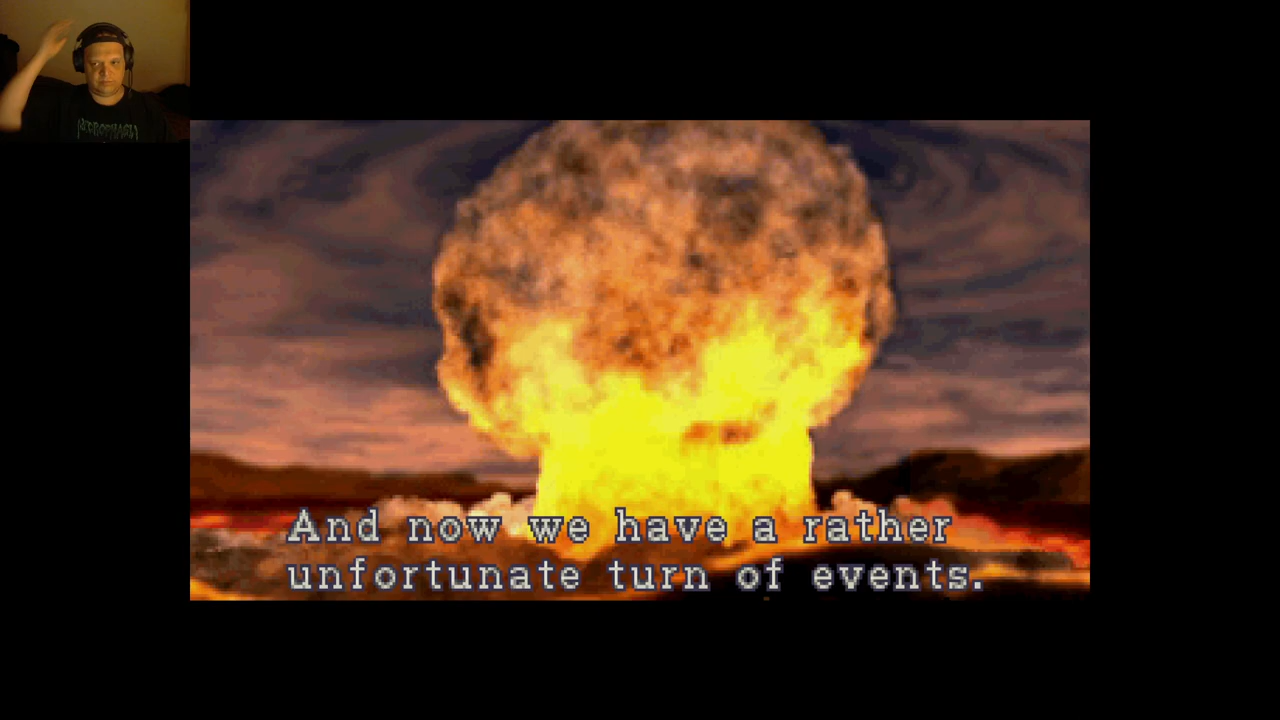 And now we have a rather
unfortunate turn of events.